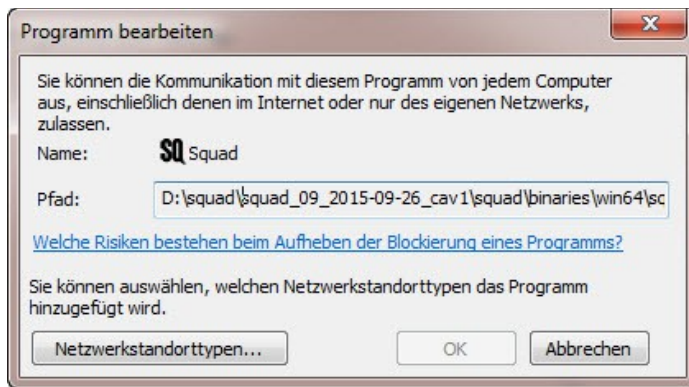 Programm bearbeiten
Sie können die Kommunikation mit diesem Programm von jedem Computer
aus, einschließlich denen im Internet oder nur des eigenen Netzwerks,
zulassen.
Name: SQ Squad
Pfad: D:\squad\squad_09_2015-09-26_cav1\squad\binaries\win64\sq
Welche Risiken bestehen beim Aufheben der Blockierung eines Programms?
Sie können auswählen, welchen Netzwerkstandorttypen das Programm
hinzugefügt wird.
Netzwerkstandorttypen... OK Abbrechen